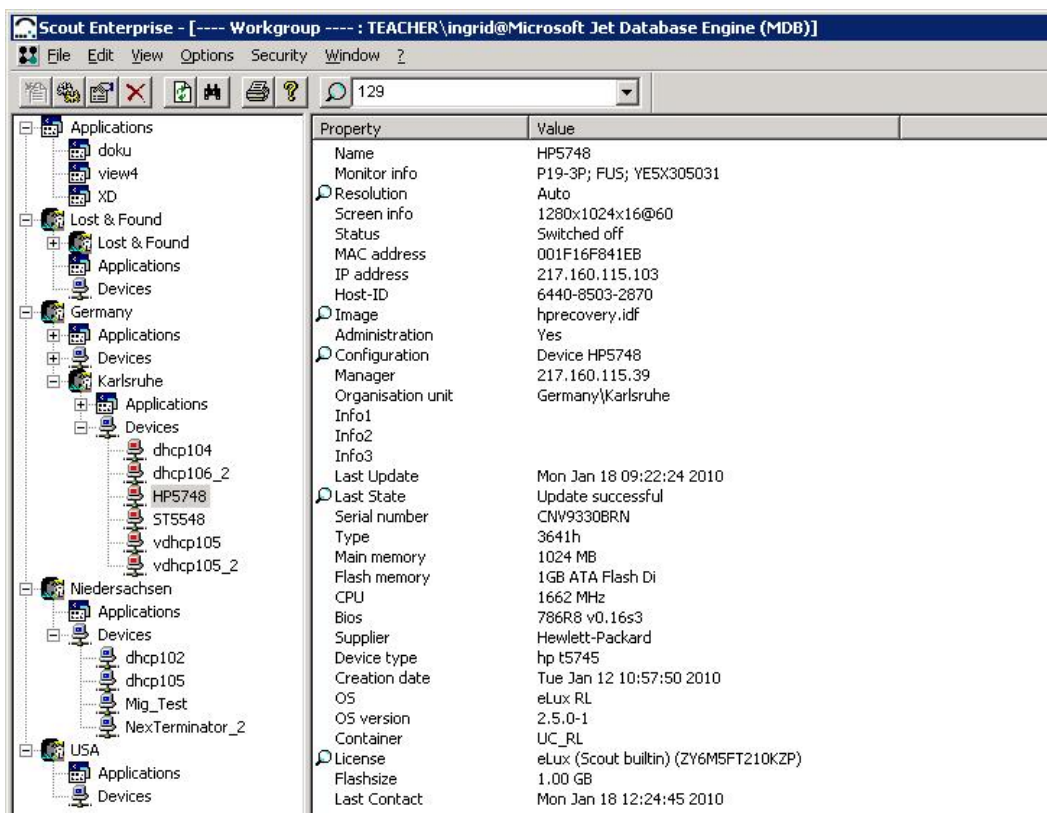 Scout Enterprise - [---- Workgroup ---- : TEACHER\ingrid@Microsoft Jet Database Engine (MDB)]
File Edit View Options Security Window ?
129
Applications
doku
view4
XD
Lost & Found
Lost & Found
Applications
Devices
Germany
Applications
Devices
Karlsruhe
Applications
Devices
dhcp104
dhcp106_2
HP5748
ST5548
vdhcp105
vdhcp105_2
Niedersachsen
Applications
Devices
dhcp102
dhcp105
Mig_Test
NexTerminator_2
USA
Applications
Devices
Property Value
Name HP5748
Monitor info P19-3P; FUS; YE5X305031
Resolution Auto
Screen info 1280x1024x16@60
Status Switched off
MAC address 001F16F841EB
IP address 217.160.115.103
Host-ID 6440-8503-2870
Image hprecovery.idf
Administration Yes
Configuration Device HP5748
Manager 217.160.115.39
Organisation unit Germany\Karlsruhe
Info1
Info2
Info3
Last Update Mon Jan 18 09:22:24 2010
Last State Update successful
Serial number CNV9330BRN
Type 3641h
Main memory 1024 MB
Flash memory 1GB ATA Flash Di
CPU 1662 MHz
Bios 786R8 v0.16s3
Supplier Hewlett-Packard
Device type hp t5745
Creation date Tue Jan 12 10:57:50 2010
OS eLux RL
OS version 2.5.0-1
Container UC_RL
License eLux (Scout builtin) (ZY6M5FT210KZP)
Flashsize 1.00 GB
Last Contact Mon Jan 18 12:24:45 2010